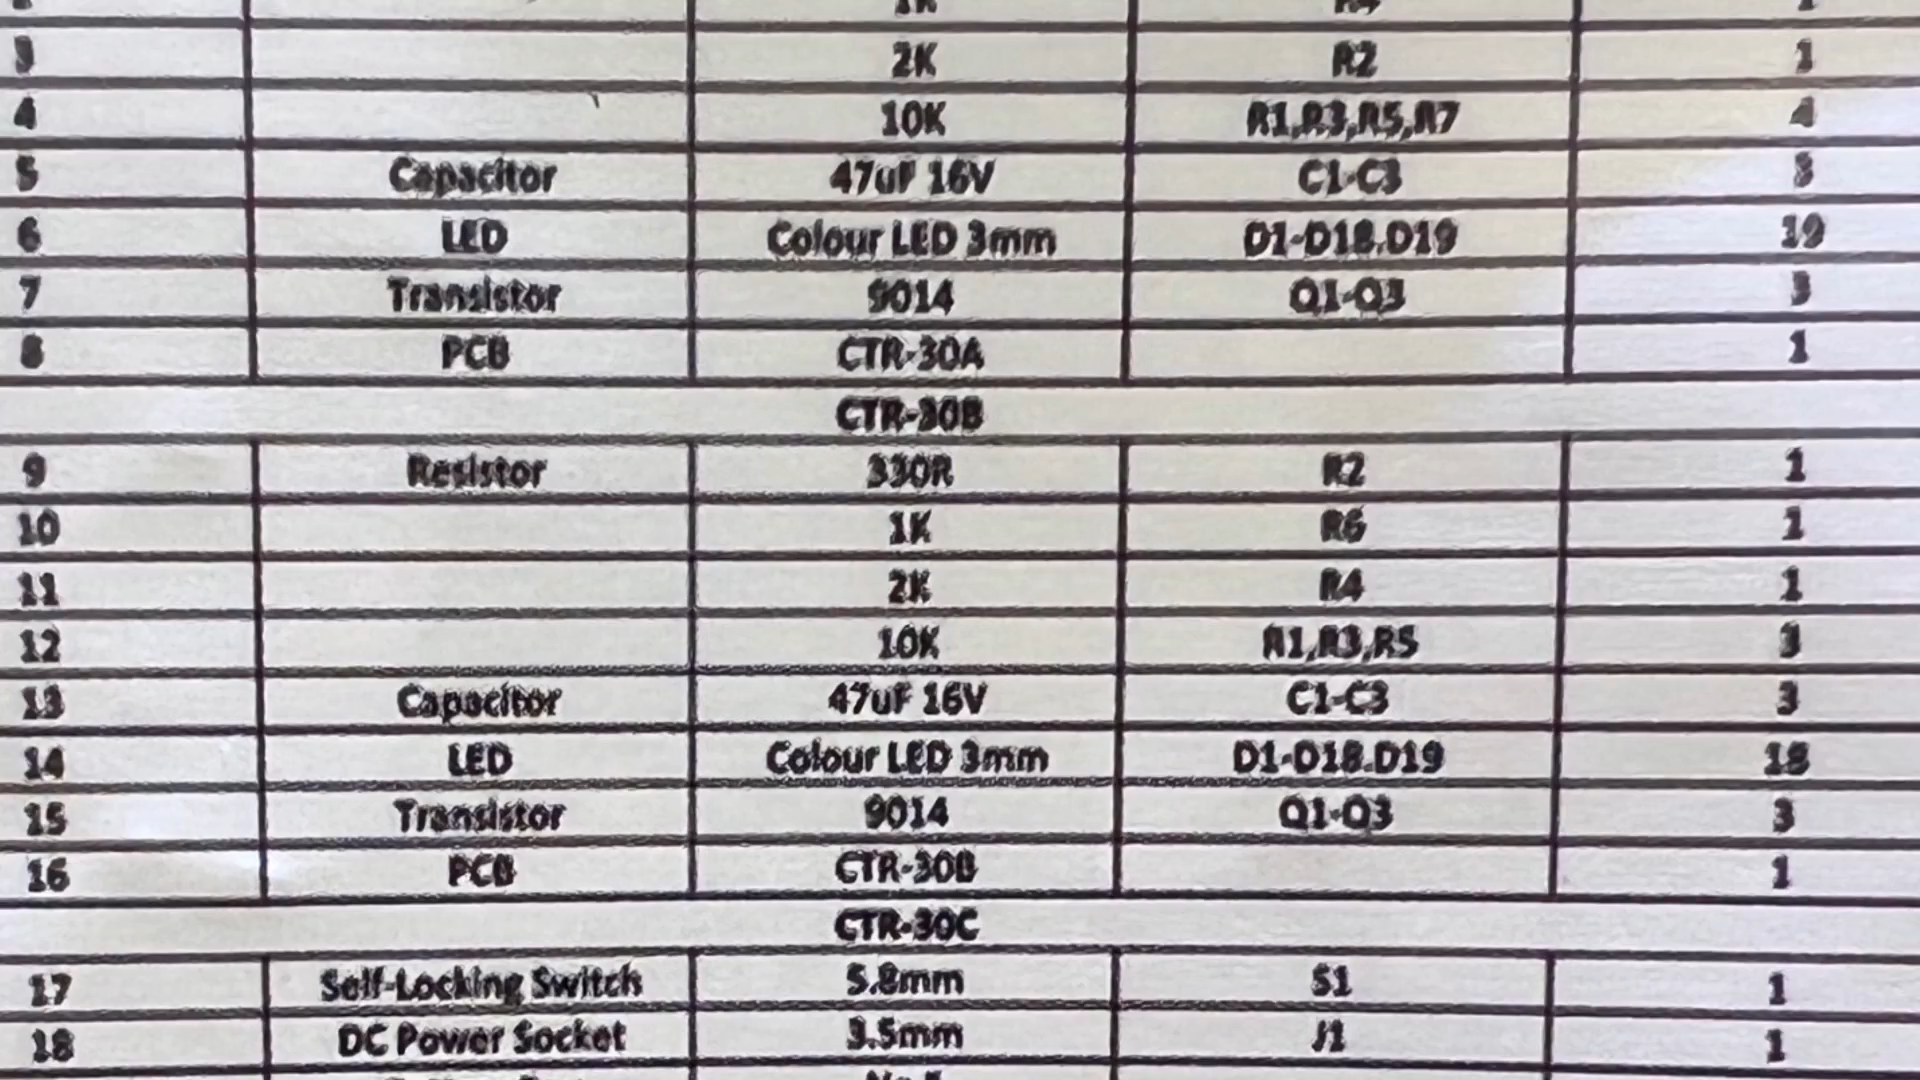 1K R4 1
3 2K R2 1
4 10K R1,R3,R5,R7 4
5 Capacitor 47uF 16V C1-C3 3
6 LED Colour LED 3mm D1-D18.D19 19
7 Transistor 9014 Q1-Q3 3
8 PCB CTR-30A 1
CTR-30B
9 Resistor 330R R2 1
10 1K R6 1
11 2K R4 1
12 10K R1,R3,R5 3
13 Capacitor 47uF 16V C1-C3 3
14 LED Colour LED 3mm D1-D18.D19 18
15 Transistor 9014 Q1-Q3 3
16 PCB CTR-30B 1
CTR-30C
17 Self-Locking Switch 5.8mm S1 1
18 DC Power Socket 3.5mm J1 1